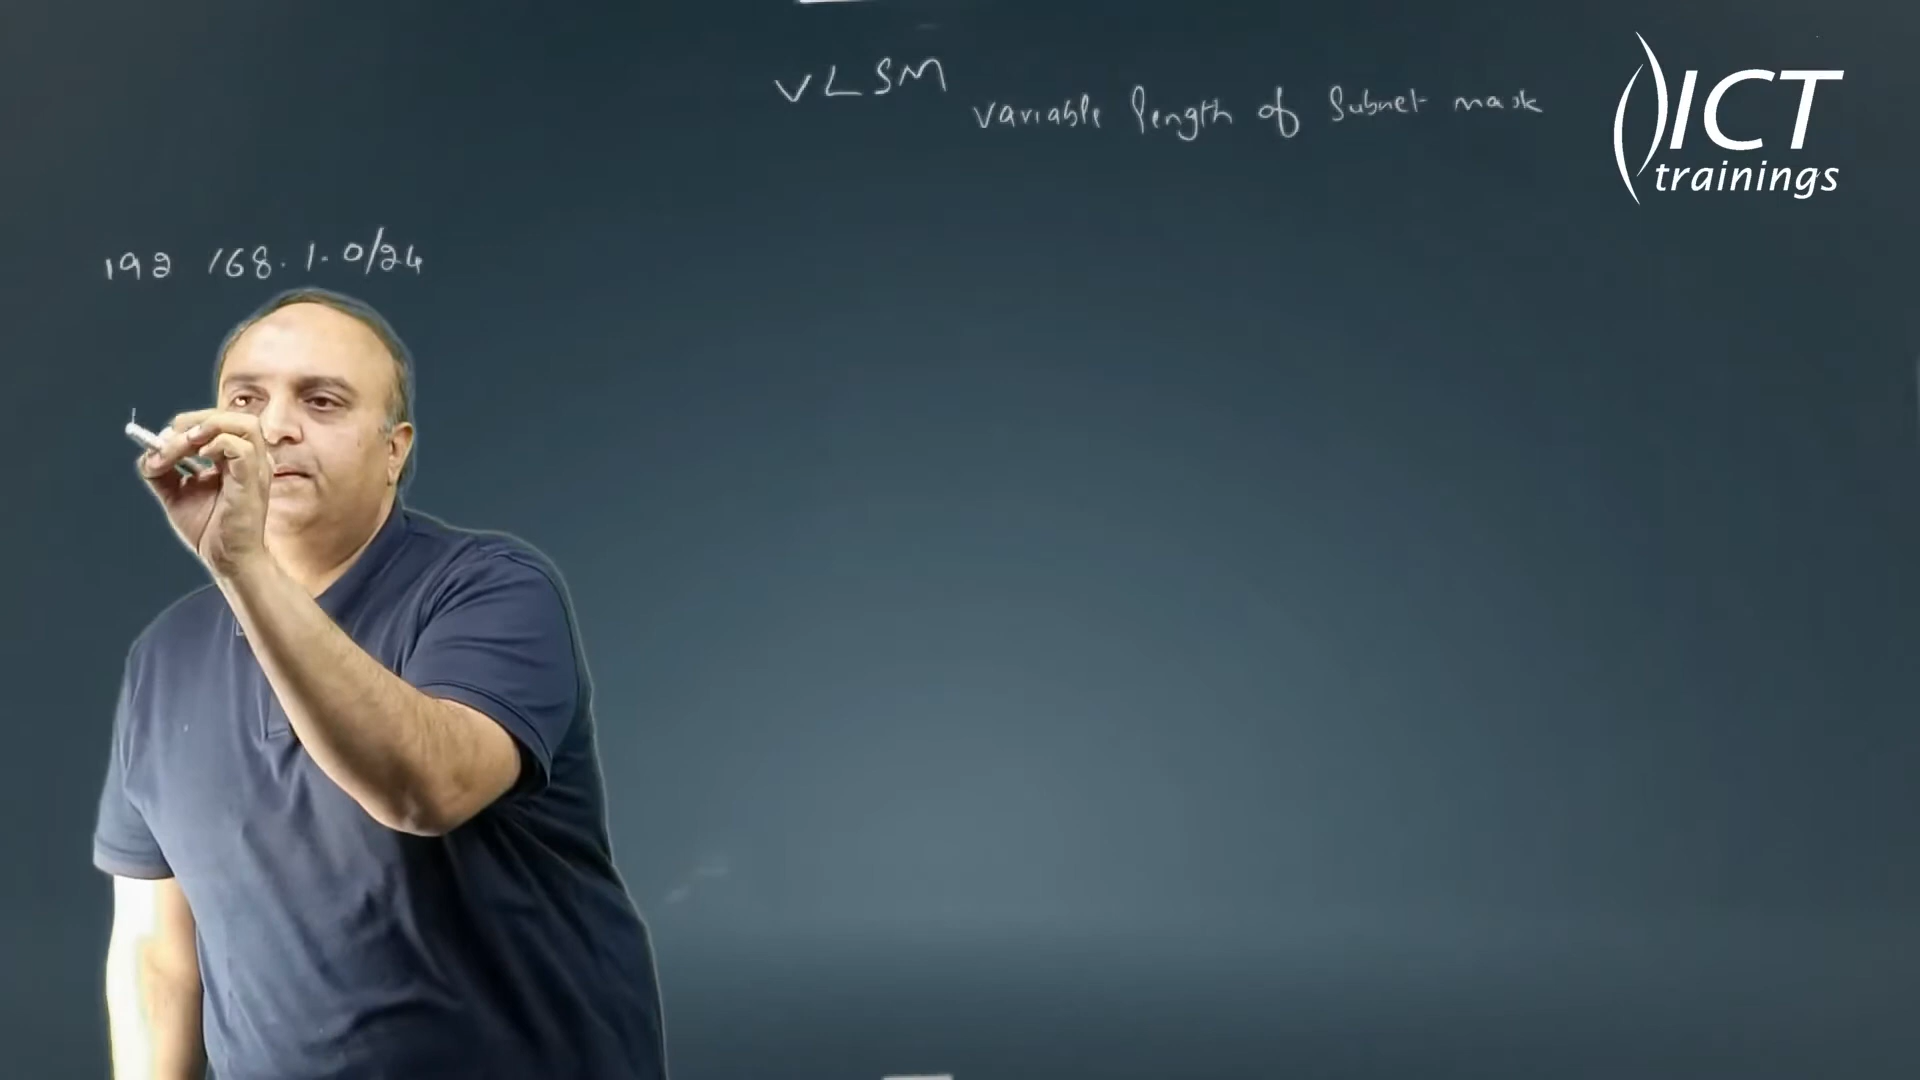 VLSM
variable length of Subnet mask
ICT
trainings
192 168.1.0/24